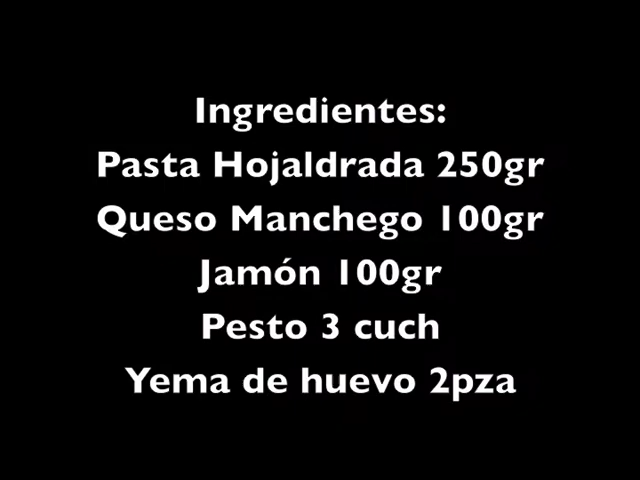 Ingredientes:
Pasta Hojaldrada 250gr
Queso Manchego 100gr
Jamón 100gr
Pesto 3 cuch
Yema de huevo 2pza